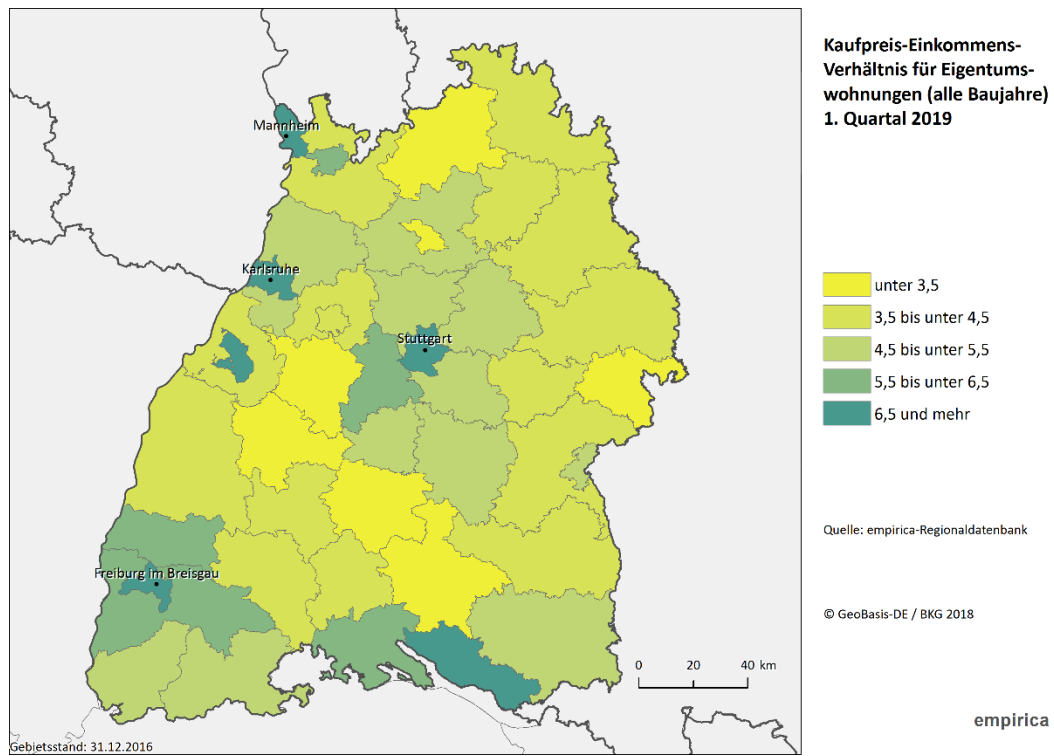 Kaufpreis-Einkommens-
Verhältnis für Eigentums-
wohnungen (alle Baujahre)
1. Quartal 2019
Mannheim
Karlsruhe
Stuttgart
Freiburg im Breisgau
unter 3,5
3,5 bis unter 4,5
4,5 bis unter 5,5
5,5 bis unter 6,5
6,5 und mehr
Quelle: empirica-Regionaldatenbank
© GeoBasis-DE / BKG 2018
0 20 40 km
empirica
Gebietsstand: 31.12.2016